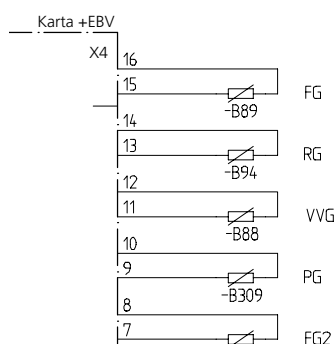 Karta +EBV
X4
16
15
-B89
FG
14
13
-B94
RG
12
11
-B88
VVG
10
9
-B309
PG
8
7
FG2